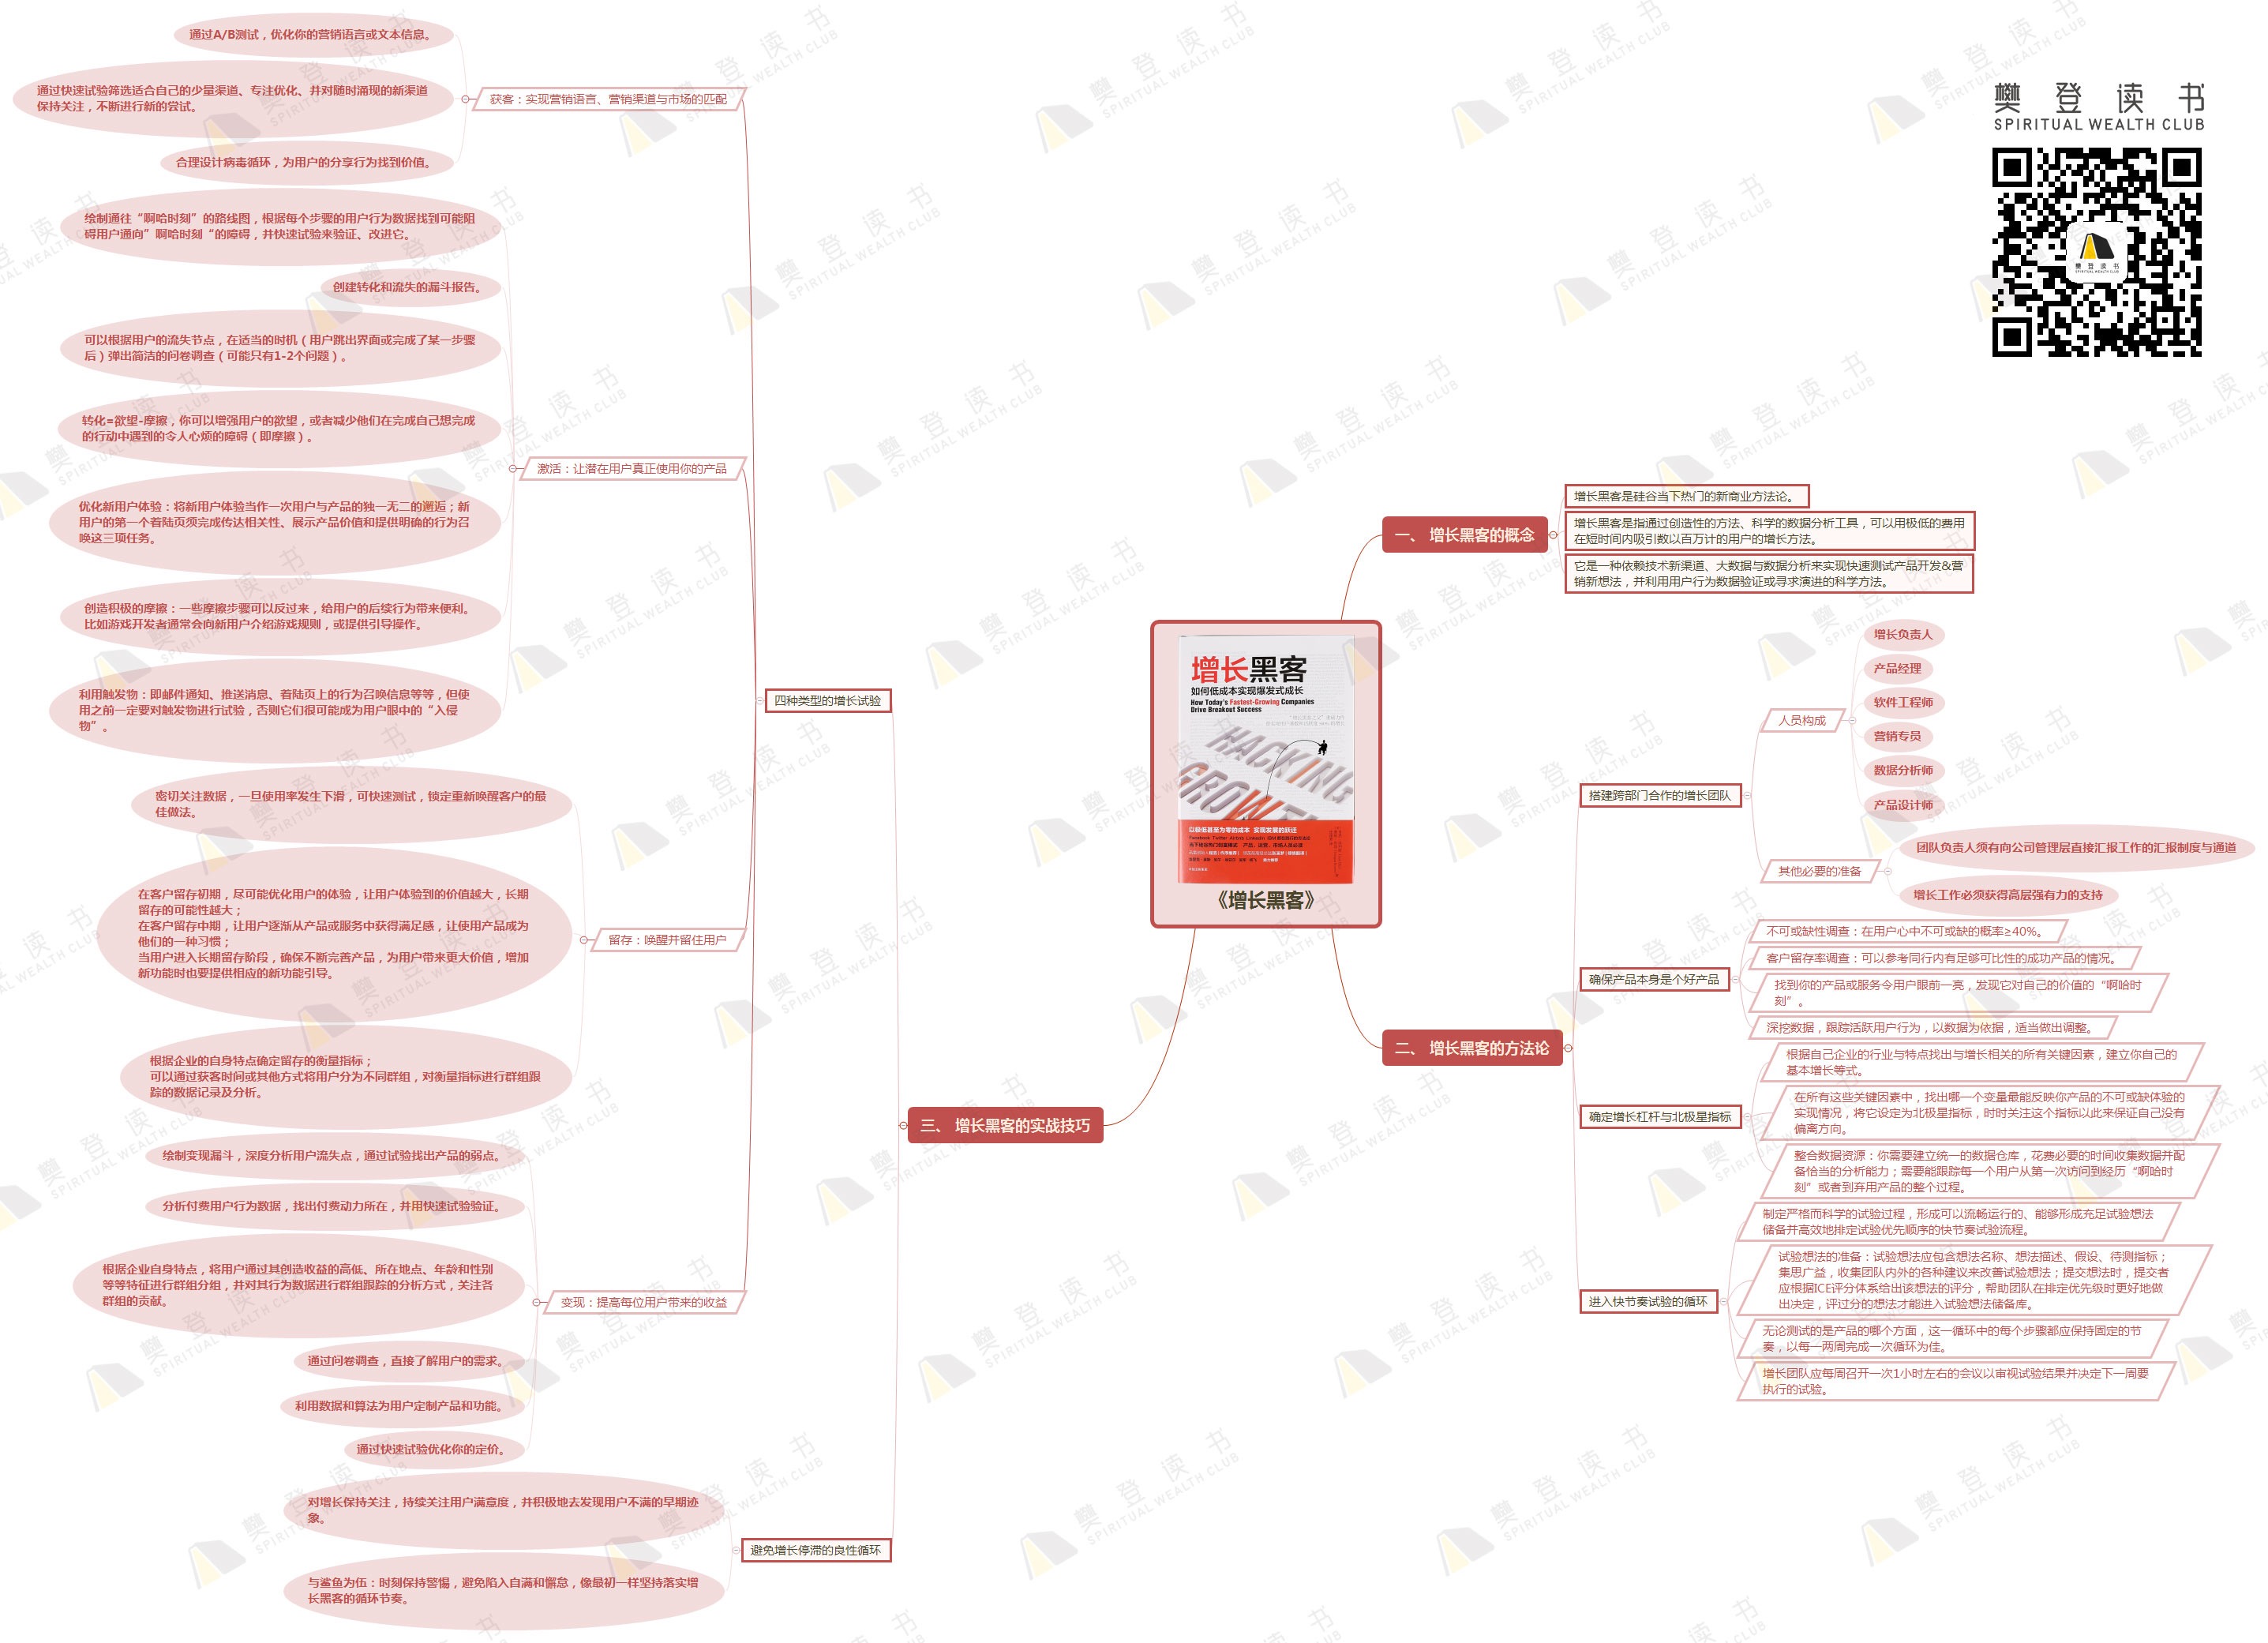 樊登读书
SPIRITUAL WEALTH CLUB
樊登读书
SPIRITUAL WEALTH CLUB
增长黑客
如何低成本实现爆发式成长
How Today's Fastest-Growing Companies
Drive Breakout Success
HACKING
GROWT
以极低甚至为零的成本 实现发展的跃迁
《增长黑客》
一、 增长黑客的概念
增长黑客是硅谷当下热门的新商业方法论。
增长黑客是指通过创造性的方法、科学的数据分析工具，可以用极低的费用
在短时间内吸引数以百万计的用户的增长方法。
它是一种依赖技术新渠道、大数据与数据分析来实现快速测试产品开发&营
销新想法，并利用用户行为数据验证或寻求演进的科学方法。
二、 增长黑客的方法论
搭建跨部门合作的增长团队
人员构成
增长负责人
产品经理
软件工程师
营销专员
数据分析师
产品设计师
其他必要的准备
团队负责人须有向公司管理层直接汇报工作的汇报制度与通道
增长工作必须获得高层强有力的支持
确保产品本身是个好产品
不可或缺性调查：在用户心中不可或缺的概率≥40%。
客户留存率调查：可以参考同行内有足够可比性的成功产品的情况。
找到你的产品或服务令用户眼前一亮，发现它对自己的价值的“啊哈时
刻”。
深挖数据，跟踪活跃用户行为，以数据为依据，适当做出调整。
确定增长杠杆与北极星指标
根据自己企业的行业与特点找出与增长相关的所有关键因素，建立你自己的
基本增长等式。
在所有这些关键因素中，找出哪一个变量最能反映你产品的不可或缺体验的
实现情况，将它设定为北极星指标，时时关注这个指标以此来保证自己没有
偏离方向。
整合数据资源：你需要建立统一的数据仓库，花费必要的时间收集数据并配
备恰当的分析能力；需要能跟踪每一个用户从第一次访问到经历“啊哈时
刻”或者到弃用产品的整个过程。
进入快节奏试验的循环
制定严格而科学的试验过程，形成可以流畅运行的、能够形成充足试验想法
储备并高效地排定试验优先顺序的快节奏试验流程。
试验想法的准备：试验想法应包含想法名称、想法描述、假设、待测指标；
集思广益，收集团队内外的各种建议来改善试验想法；提交想法时，提交者
应根据ICE评分体系给出该想法的评分，帮助团队在排定优先级时更好地做
出决定，评过分的想法才能进入试验想法储备库。
无论测试的是产品的哪个方面，这一循环中的每个步骤都应保持固定的节
奏，以每一两周完成一次循环为佳。
增长团队应每周召开一次1小时左右的会议以审视试验结果并决定下一周要
执行的试验。
三、 增长黑客的实战技巧
四种类型的增长试验
获客：实现营销语言、营销渠道与市场的匹配
通过A/B测试，优化你的营销语言或文本信息。
通过快速试验筛选适合自己的少量渠道、专注优化、并对随时涌现的新渠道
保持关注，不断进行新的尝试。
合理设计病毒循环，为用户的分享行为找到价值。
激活：让潜在用户真正使用你的产品
绘制通往“啊哈时刻”的路线图，根据每个步骤的用户行为数据找到可能阻
碍用户通向”啊哈时刻“的障碍，并快速试验来验证、改进它。
创建转化和流失的漏斗报告。
可以根据用户的流失节点，在适当的时机（用户跳出界面或完成了某一步骤
后）弹出简洁的问卷调查（可能只有1-2个问题）。
转化=欲望-摩擦，你可以增强用户的欲望，或者减少他们在完成自己想完成
的行动中遇到的令人心烦的障碍（即摩擦）。
优化新用户体验：将新用户体验当作一次用户与产品的独一无二的邂逅；新
用户的第一个着陆页须完成传达相关性、展示产品价值和提供明确的行为召
唤这三项任务。
创造积极的摩擦：一些摩擦步骤可以反过来，给用户的后续行为带来便利。
比如游戏开发者通常会向新用户介绍游戏规则，或提供引导操作。
利用触发物：即邮件通知、推送消息、着陆页上的行为召唤信息等等，但使
用之前一定要对触发物进行试验，否则它们很可能成为用户眼中的“入侵
物”。
留存：唤醒并留住用户
密切关注数据，一旦使用率发生下滑，可快速测试，锁定重新唤醒客户的最
佳做法。
在客户留存初期，尽可能优化用户的体验，让用户体验到的价值越大，长期
留存的可能性越大；
在客户留存中期，让用户逐渐从产品或服务中获得满足感，让使用产品成为
他们的一种习惯；
当用户进入长期留存阶段，确保不断完善产品，为用户带来更大价值，增加
新功能时也要提供相应的新功能引导。
根据企业的自身特点确定留存的衡量指标；
可以通过获客时间或其他方式将用户分为不同群组，对衡量指标进行群组跟
踪的数据记录及分析。
变现：提高每位用户带来的收益
绘制变现漏斗，深度分析用户流失点，通过试验找出产品的弱点。
分析付费用户行为数据，找出付费动力所在，并用快速试验验证。
根据企业自身特点，将用户通过其创造收益的高低、所在地点、年龄和性别
等等特征进行群组分组，并对其行为数据进行群组跟踪的分析方式，关注各
群组的贡献。
通过问卷调查，直接了解用户的需求。
利用数据和算法为用户定制产品和功能。
通过快速试验优化你的定价。
避免增长停滞的良性循环
对增长保持关注，持续关注用户满意度，并积极地去发现用户不满的早期迹
象。
与鲨鱼为伍：时刻保持警惕，避免陷入自满和懈怠，像最初一样坚持落实增
长黑客的循环节奏。